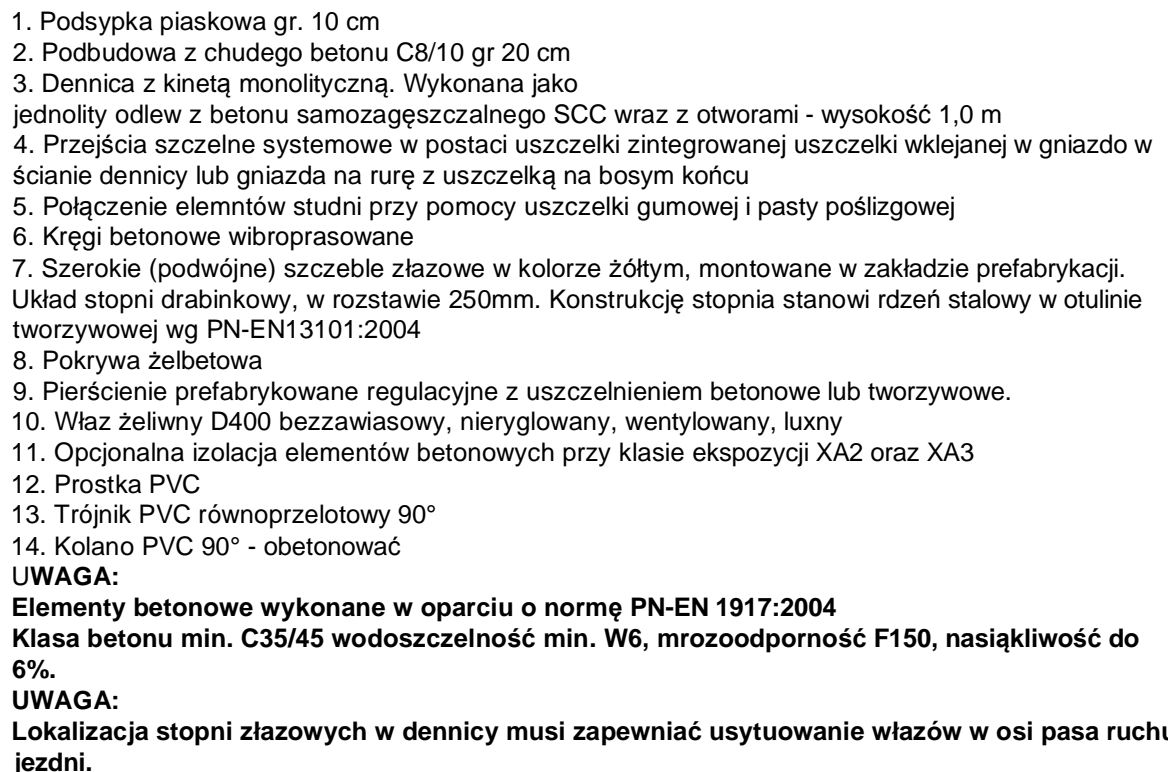 1. Podsypka piaskowa gr. 10 cm
2. Podbudowa z chudego betonu C8/10 gr 20 cm
3. Dennica z kinetą monolityczną. Wykonana jako
jednolity odlew z betonu samozagęszczalnego SCC wraz z otworami - wysokość 1,0 m
4. Przejścia szczelne systemowe w postaci uszczelki zintegrowanej uszczelki wklejanej w gniazdo w
ścianie dennicy lub gniazda na rurę z uszczelką na bosym końcu
5. Połączenie elemntów studni przy pomocy uszczelki gumowej i pasty poślizgowej
6. Kręgi betonowe wibroprasowane
7. Szerokie (podwójne) szczeble złazowe w kolorze żółtym, montowane w zakładzie prefabrykacji.
Układ stopni drabinkowy, w rozstawie 250mm. Konstrukcję stopnia stanowi rdzeń stalowy w otulinie
tworzywowej wg PN-EN13101:2004
8. Pokrywa żelbetowa
9. Pierścienie prefabrykowane regulacyjne z uszczelnieniem betonowe lub tworzywowe.
10. Właz żeliwny D400 bezzawiasowy, nieryglowany, wentylowany, luxny
11. Opcjonalna izolacja elementów betonowych przy klasie ekspozycji XA2 oraz XA3
12. Prostka PVC
13. Trójnik PVC równoprzelotowy 90°
14. Kolano PVC 90° - obetonować
UWAGA:
Elementy betonowe wykonane w oparciu o normę PN-EN 1917:2004
Klasa betonu min. C35/45 wodoszczelność min. W6, mrozoodporność F150, nasiąkliwość do
6%.
UWAGA:
Lokalizacja stopni złazowych w dennicy musi zapewniać usytuowanie włazów w osi pasa ruchu
jezdni.